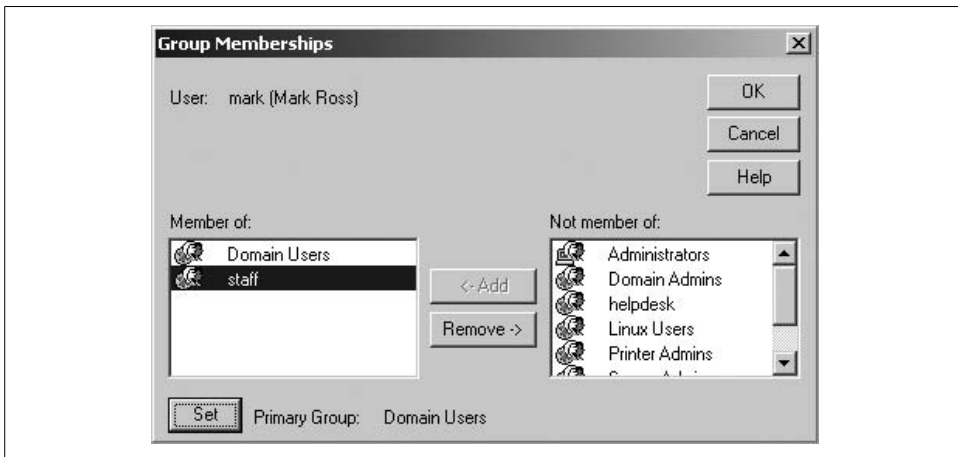 Group Memberships
User: mark (Mark Ross)
OK
Cancel
Help
Member of:
Domain Users
staff
<- Add
Remove ->
Not member of:
Administrators
Domain Admins
helpdesk
Linux Users
Printer Admins
Set
Primary Group: Domain Users